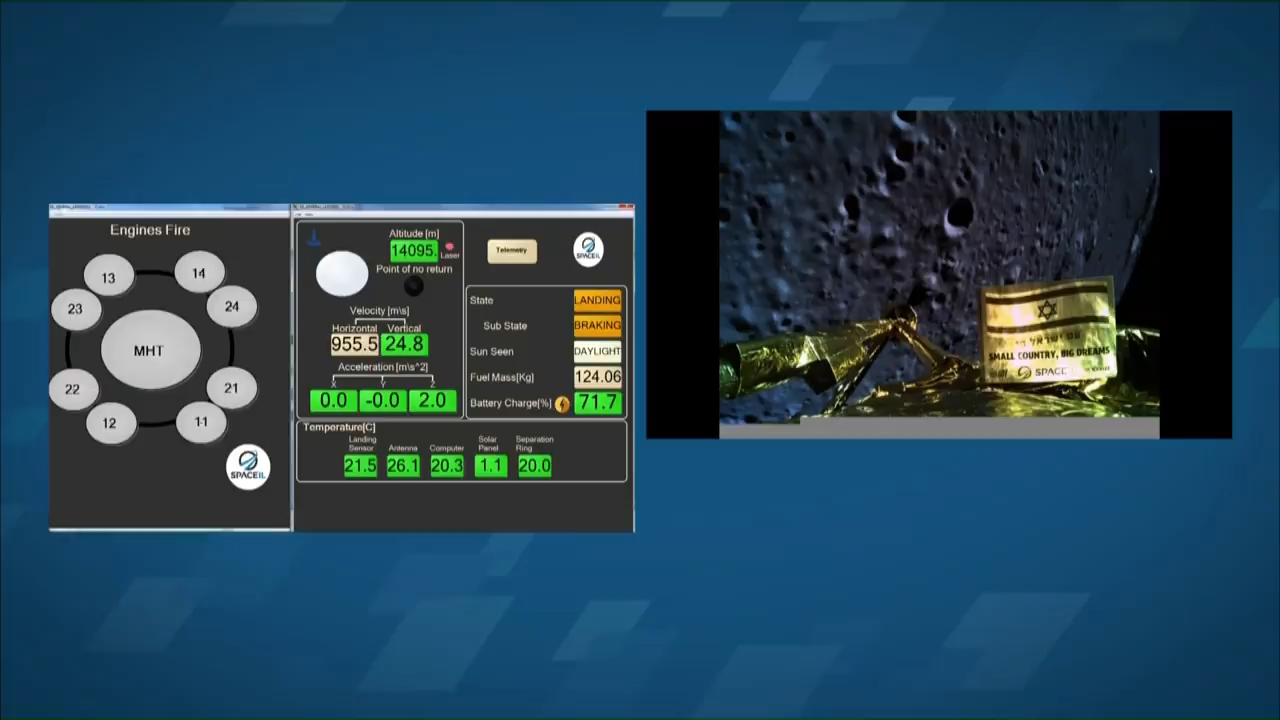 Engines Fire
13
14
23
24
MHT
22
21
12
11
SPACEIL
Altitude [m]
14095.
Laser
Point of no return
Velocity [m\s]
Horizontal Vertical
955.5 24.8
Acceleration [m\s^2]
X Y Z
0.0 -0.0 2.0
Telemetry
SPACEIL
State LANDING
Sub State BRAKING
Sun Seen DAYLIGHT
Fuel Mass[Kg] 124.06
Battery Charge[%] 71.7
Temperature[C]
Landing Sensor Antenna Computer Solar Panel Separation Ring
21.5 26.1 20.3 1.1 20.0
עם ישראל חי
SMALL COUNTRY, BIG DREAMS
SPACE